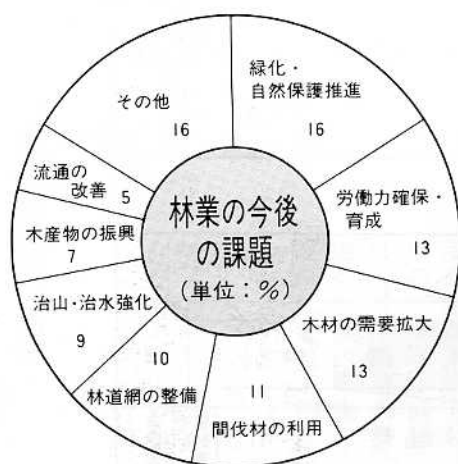 林業の今後
の課題
(単位:%)
緑化・
自然保護推進
16
労働力確保・
育成
13
木材の需要拡大
13
11
間伐材の利用
10
林道網の整備
治山・治水強化
9
木産物の振興
7
流通の
改善 5
その他
16